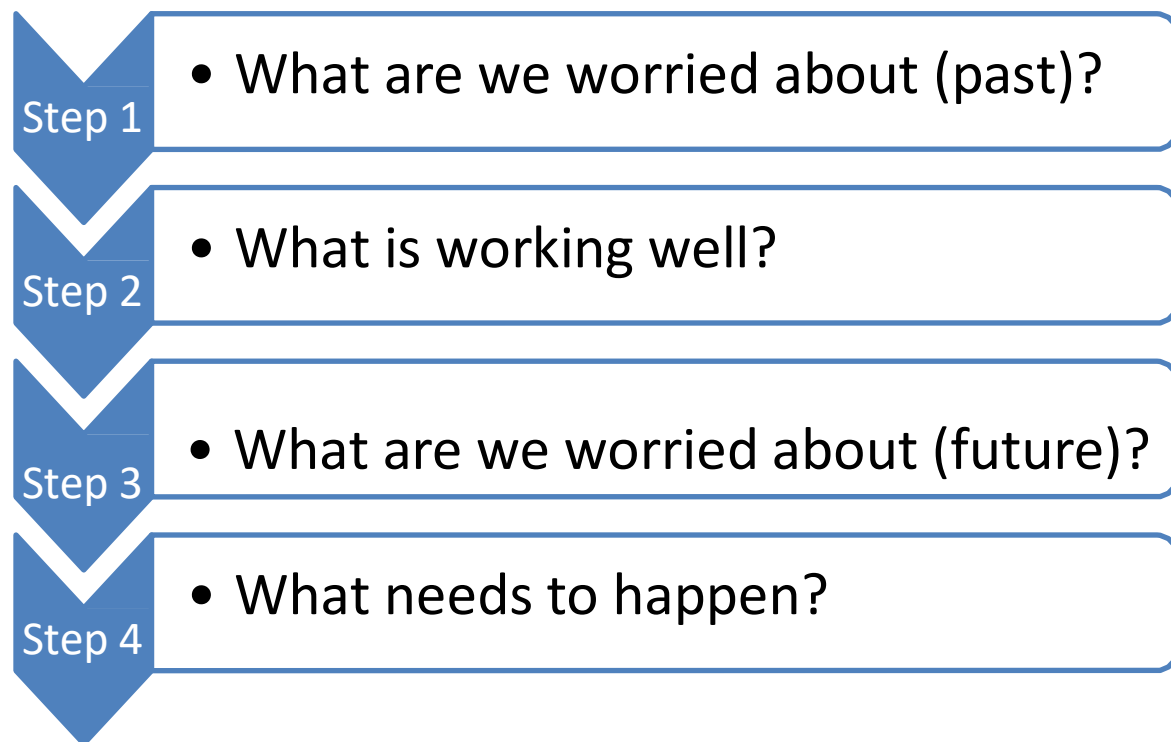 Step 1
• What are we worried about (past)?
Step 2
• What is working well?
Step 3
• What are we worried about (future)?
Step 4
• What needs to happen?